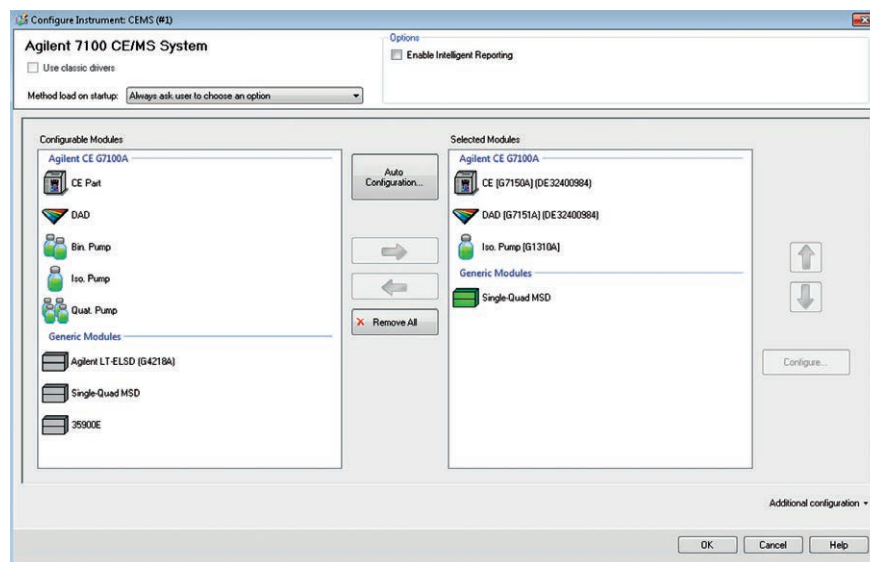 Configure Instrument: CEMS (#1)
Agilent 7100 CE/MS System
Use classic drivers
Method load on startup: Always ask user to choose an option
Options
Enable Intelligent Reporting
Configurable Modules
Agilent CE G7100A
CE Part
DAD
Bin. Pump
Iso. Pump
Quat. Pump
Generic Modules
Agilent LT-ELSD (G4218A)
Single-Quad MSD
35900E
Auto
Configuration...
Remove All
Selected Modules
Agilent CE G7100A
CE [G7150A] (DE32400984)
DAD [G7151A] (DE32400984)
Iso. Pump [G1310A]
Generic Modules
Single-Quad MSD
Configure...
Additional configuration
OK
Cancel
Help